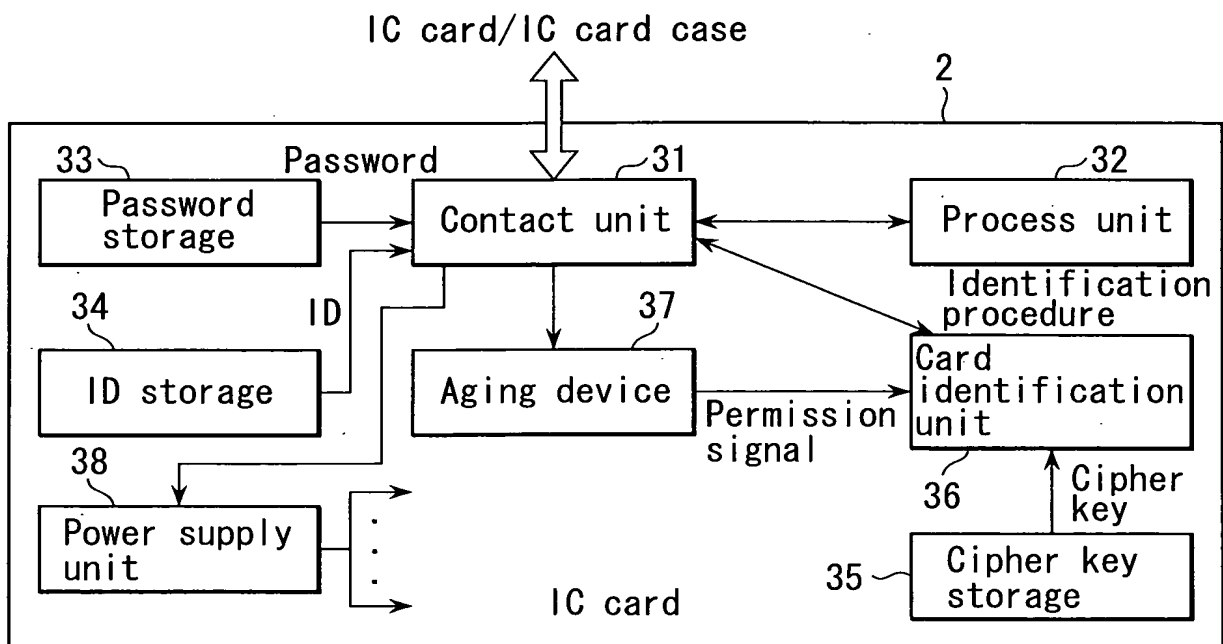 IC card/IC card case
2
33
Password
31
32
Password
storage
Contact unit
Process unit
34
ID
37
Identification
procedure
ID storage
Aging device
Card
identification
unit
Permission
signal
38
36
Cipher
key
Power supply
unit
35
Cipher key
storage
IC card